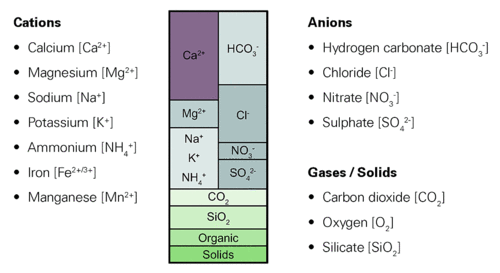 Cations
• Calcium [Ca²⁺]
• Magnesium [Mg²⁺]
• Sodium [Na⁺]
• Potassium [K⁺]
• Ammonium [NH₄⁺]
• Iron [Fe²⁺/³⁺]
• Manganese [Mn²⁺]
Ca²⁺
Mg²⁺
Na⁺
K⁺
NH₄⁺
HCO₃⁻
Cl⁻
NO₃⁻
SO₄²⁻
CO₂
SiO₂
Organic
Solids
Anions
• Hydrogen carbonate [HCO₃⁻]
• Chloride [Cl⁻]
• Nitrate [NO₃⁻]
• Sulphate [SO₄²⁻]
Gases / Solids
• Carbon dioxide [CO₂]
• Oxygen [O₂]
• Silicate [SiO₂]